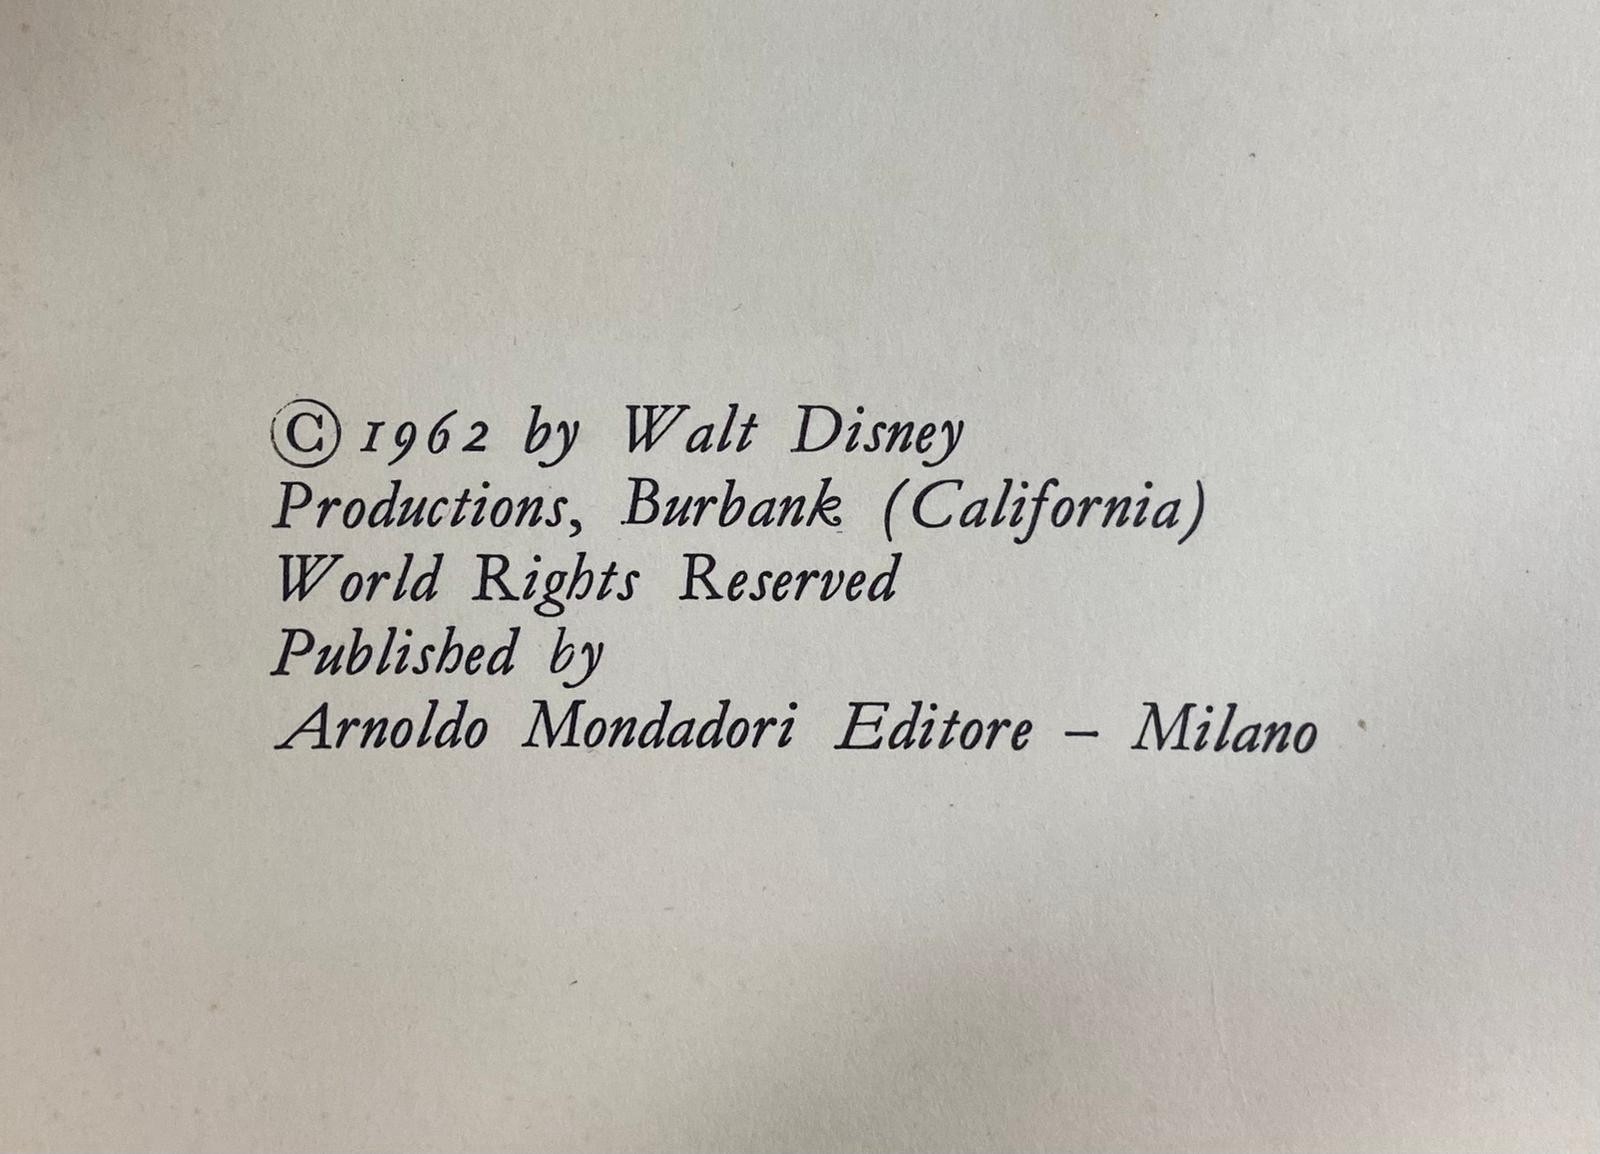 © 1962 by Walt Disney
Productions, Burbank (California)
World Rights Reserved
Published by
Arnoldo Mondadori Editore – Milano